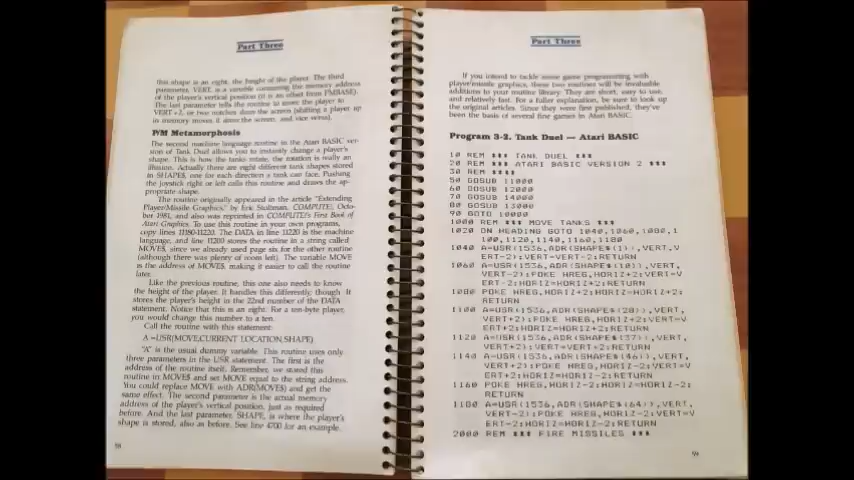 Part Three
this shape is an eight, the height of the player. The third
parameter, VERT, is a variable containing the memory address
of the player's vertical position (it is an offset from PMBASE).
The last parameter tells the routine to move the player to
VERT+2, or two notches down the screen (shifting a player up
in memory moves it down the screen, and vice versa).
P/M Metamorphosis
The second machine language routine in the Atari BASIC ver-
sion of Tank Duel allows you to instantly change a player's
shape. This is how the tanks rotate, the rotation is really an
illusion. Actually there are eight different tank shapes stored
in SHAPE$, one for each direction a tank can face. Pushing
the joystick right or left calls this routine and draws the ap-
propriate shape.
The routine originally appeared in the article "Extending
Player/Missile Graphics," by Eric Stoltman, COMPUTE!, Octo-
ber 1981, and also was reprinted in COMPUTE!'s First Book of
Atari Graphics. To use this routine in your own programs,
copy lines 11180-11220. The DATA in line 11220 is the machine
language, and line 11200 stores the routine in a string called
MOVE$, since we already used page six for the other routine
(although there was plenty of room left). The variable MOVE
is the address of MOVE$, making it easier to call the routine
later.
Like the previous routine, this one also needs to know
the height of the player. It handles this differently, though. It
stores the player's height in the 22nd number of the DATA
statement. Notice that this is an eight. For a ten-byte player,
you would change this number to a ten.
Call the routine with this statement:
A=USR(MOVE,CURRENT LOCATION,SHAPE)
"A" is the usual dummy variable. This routine uses only
three parameters in the USR statement. The first is the
address of the routine itself. Remember, we stored this
routine in MOVE$ and set MOVE equal to the string address.
You could replace MOVE with ADR(MOVE$) and get the
same effect. The second parameter is the actual memory
address of the player's vertical position, just as required
before. And the last parameter, SHAPE, is where the player's
shape is stored, also as before. See line 4700 for an example.
98
Part Three
If you intend to tackle some game programming with
player/missile graphics, these two routines will be invaluable
additions to your routine library. They are short, easy to use,
and relatively fast. For a fuller explanation, be sure to look up
the original articles. Since they were first published, they've
been the basis of several fine games in Atari BASIC.
Program 3-2. Tank Duel — Atari BASIC
10 REM *** TANK DUEL ***
20 REM *** ATARI BASIC VERSION 2 ***
30 REM ****
50 GOSUB 11000
60 GOSUB 12000
70 GOSUB 14000
80 GOSUB 13000
90 GOTO 10000
1000 REM *** MOVE TANKS ***
1020 ON HEADING GOTO 1040,1060,1080,1
100,1120,1140,1160,1180
1040 A=USR(1536,ADR(SHAPE$(1)),VERT,V
ERT-2):VERT=VERT-2:RETURN
1060 A=USR(1536,ADR(SHAPE$(10)),VERT,
VERT-2):POKE HREG,HORIZ+2:VERT=V
ERT-2:HORIZ=HORIZ+2:RETURN
1080 POKE HREG,HORIZ+2:HORIZ=HORIZ+2:
RETURN
1100 A=USR(1536,ADR(SHAPE$(28)),VERT,
VERT+2):POKE HREG,HORIZ+2:VERT=V
ERT+2:HORIZ=HORIZ+2:RETURN
1120 A=USR(1536,ADR(SHAPE$(37)),VERT,
VERT+2):VERT=VERT+2:RETURN
1140 A=USR(1536,ADR(SHAPE$(46)),VERT,
VERT+2):POKE HREG,HORIZ-2:VERT=V
ERT+2:HORIZ=HORIZ-2:RETURN
1160 POKE HREG,HORIZ-2:HORIZ=HORIZ-2:
RETURN
1180 A=USR(1536,ADR(SHAPE$(64)),VERT,
VERT-2):POKE HREG,HORIZ-2:VERT=V
ERT-2:HORIZ=HORIZ-2:RETURN
2000 REM *** FIRE MISSILES ***
99